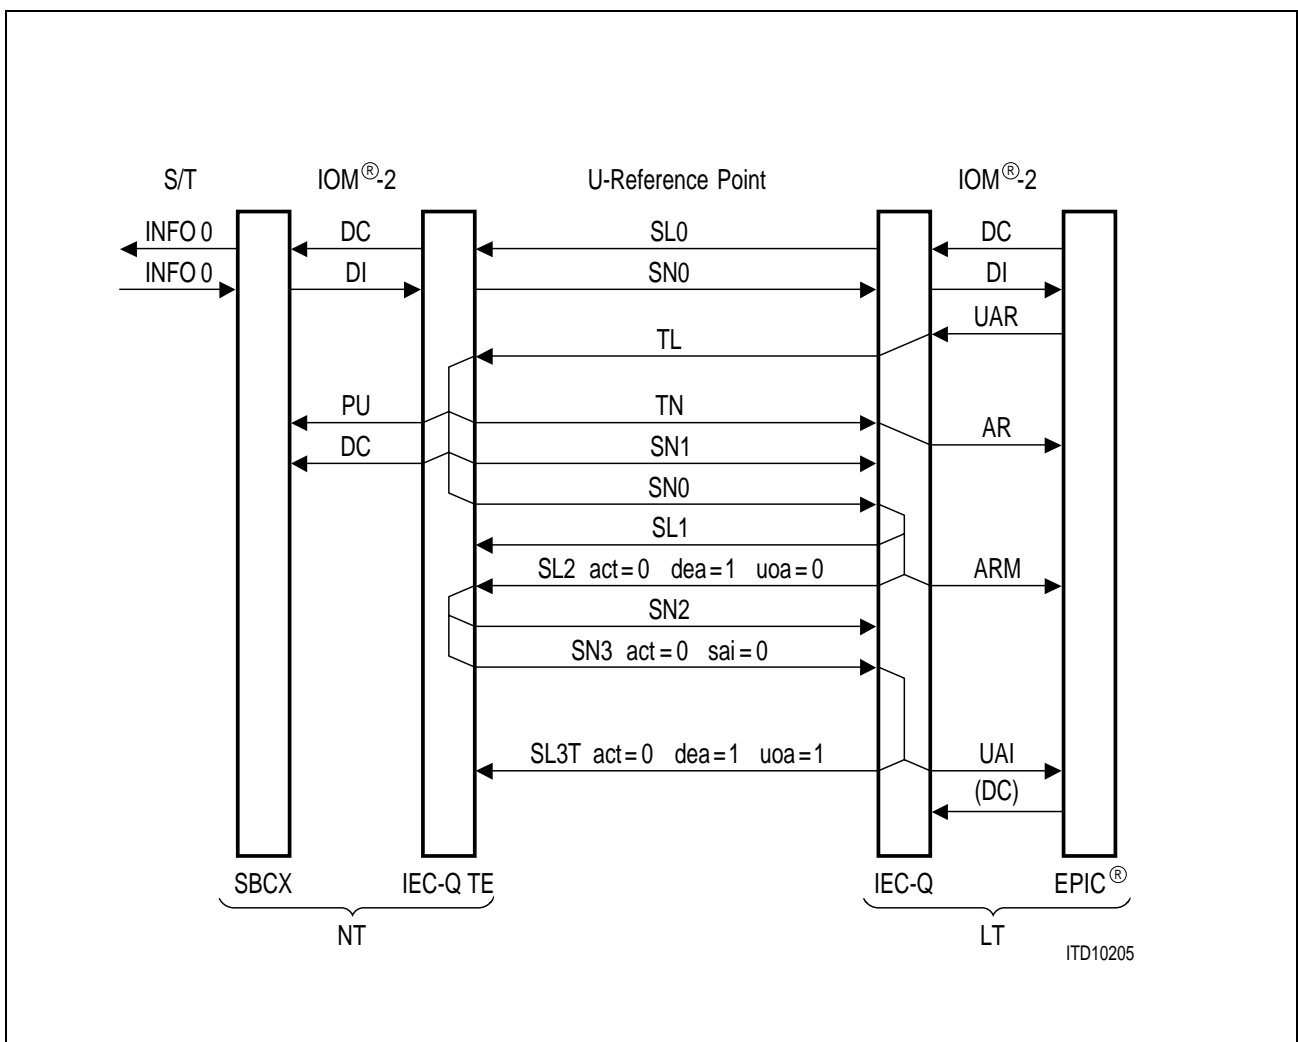 S/T IOM®-2 U-Reference Point IOM®-2
INFO 0 DC SL0 DC
INFO 0 DI SN0 DI
UAR
TL
PU TN AR
DC SN1
SN0
SL1
SL2 act = 0 dea = 1 uoa = 0 ARM
SN2
SN3 act = 0 sai = 0
SL3T act = 0 dea = 1 uoa = 1 UAI
(DC)
SBCX IEC-Q TE IEC-Q EPIC®
NT LT
ITD10205